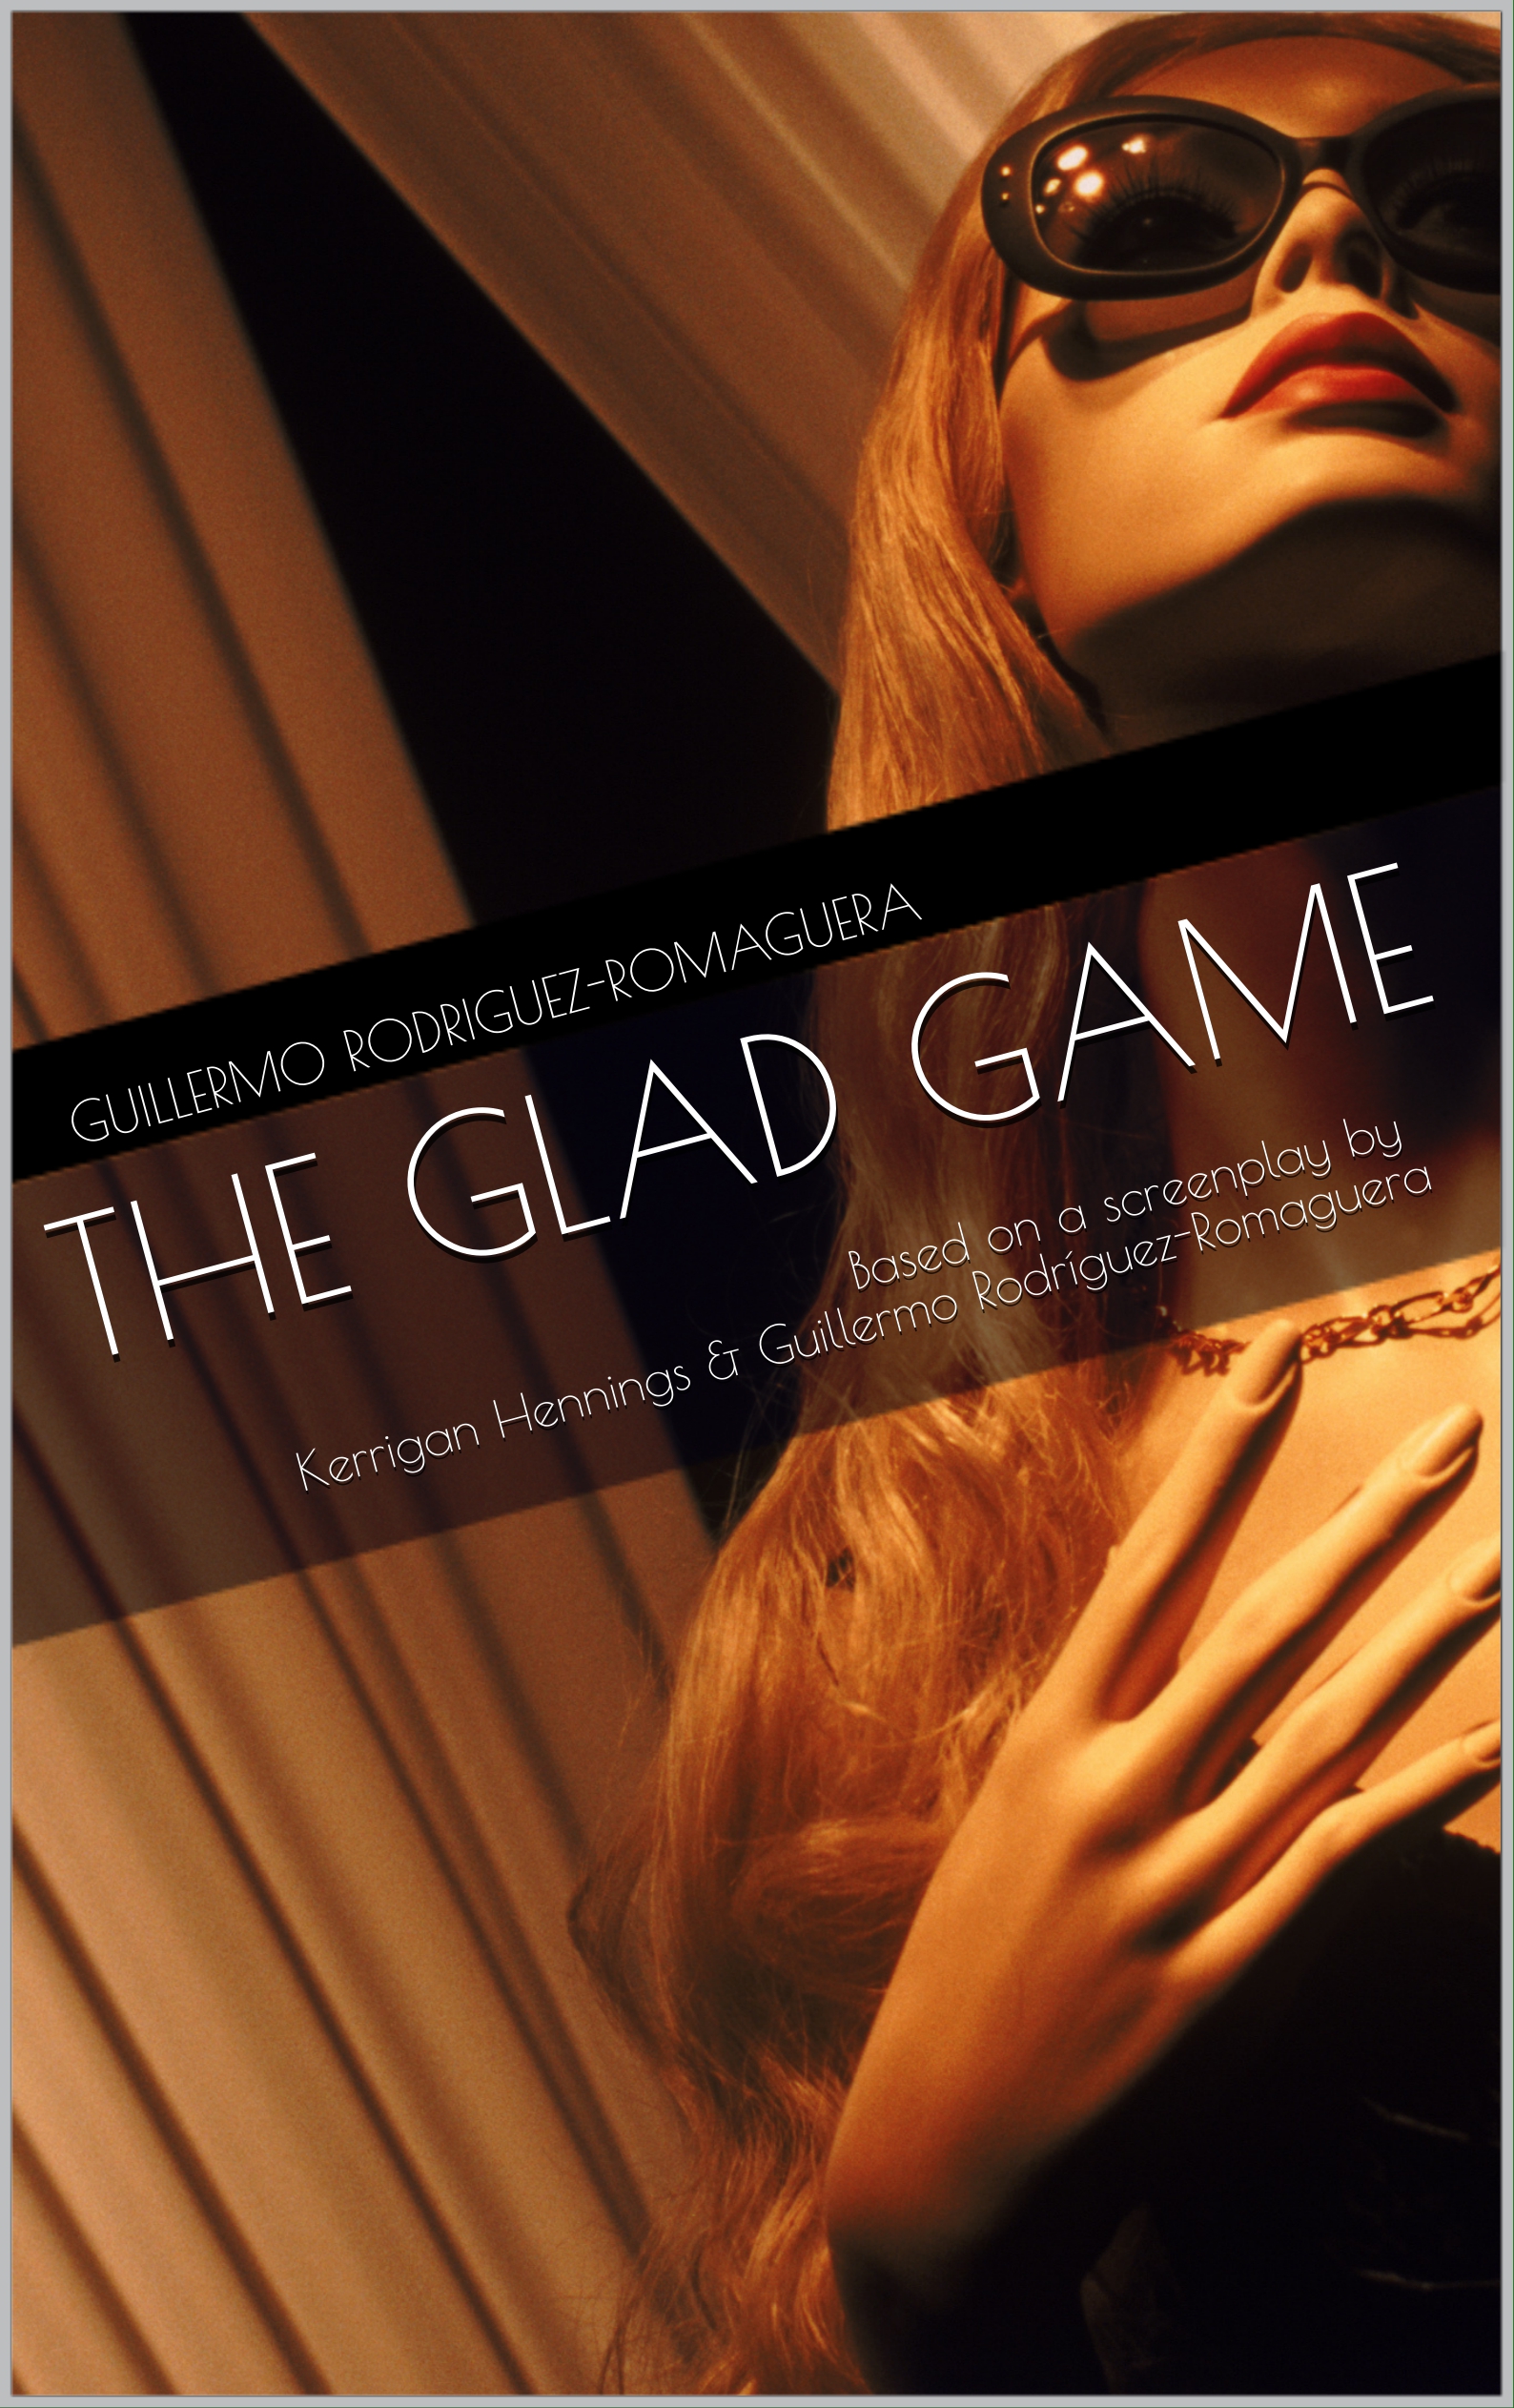 GUILLERMO RODRIGUEZ-ROMAGUERA
THE GLAD GAME
Based on a screenplay by
Kerrigan Hennings & Guillermo Rodríguez-Romaguera